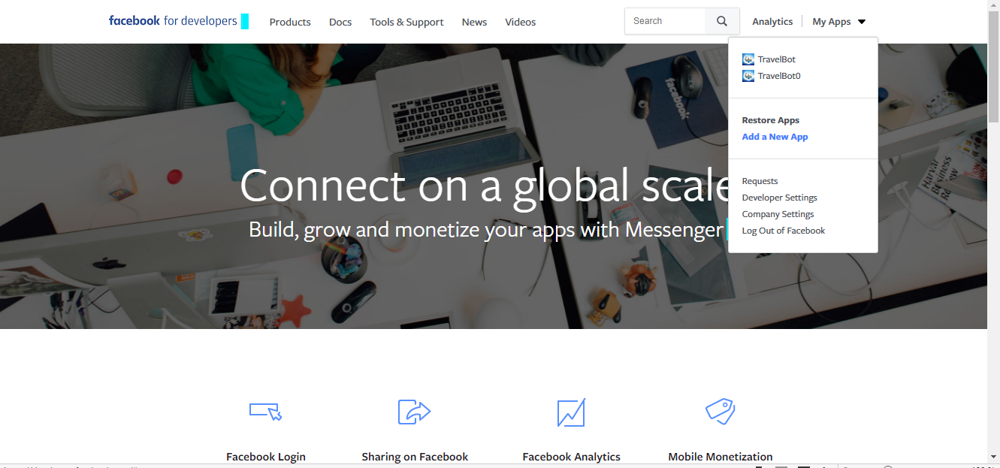 facebook for developers
Products
Docs
Tools & Support
News
Videos
Search
Analytics
My Apps
TravelBot
TravelBot0
Restore Apps
Add a New App
Requests
Developer Settings
Company Settings
Log Out of Facebook
facebook
Harvard
Connect on a global scale
Build, grow and monetize your apps with Messenger
Facebook Login
Sharing on Facebook
Facebook Analytics
Mobile Monetization